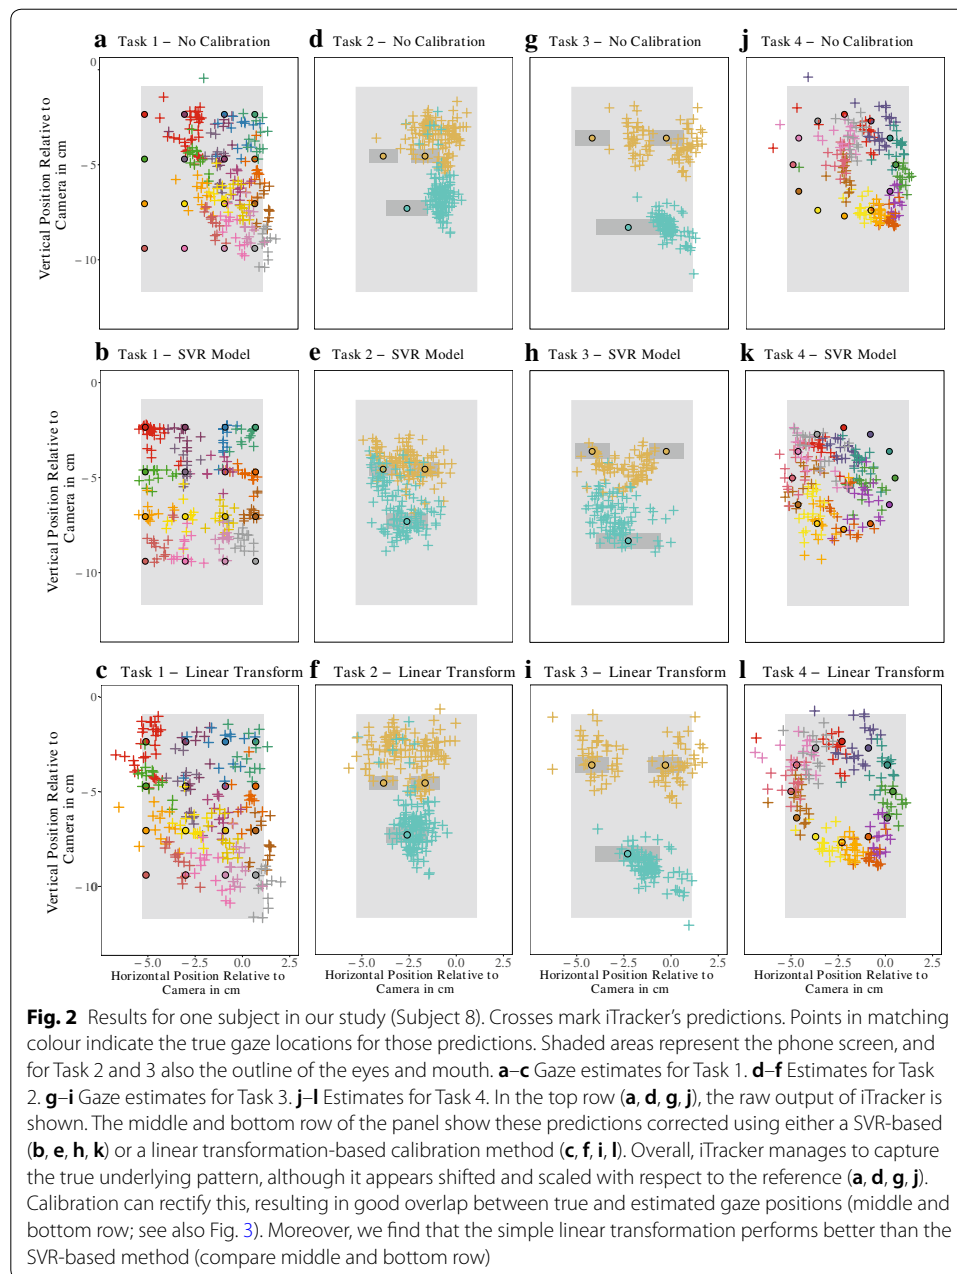 a Task 1 – No Calibration
d Task 2 – No Calibration
g Task 3 – No Calibration
j Task 4 – No Calibration
0
−5
−10
Vertical Position Relative to
Camera in cm
b Task 1 – SVR Model
e Task 2 – SVR Model
h Task 3 – SVR Model
k Task 4 – SVR Model
0
−5
−10
Vertical Position Relative to
Camera in cm
c Task 1 – Linear Transform
f Task 2 – Linear Transform
i Task 3 – Linear Transform
l Task 4 – Linear Transform
0
−5
−10
Vertical Position Relative to
Camera in cm
−5.0 −2.5 0.0 2.5
Horizontal Position Relative to
Camera in cm
−5.0 −2.5 0.0 2.5
Horizontal Position Relative to
Camera in cm
−5.0 −2.5 0.0 2.5
Horizontal Position Relative to
Camera in cm
−5.0 −2.5 0.0 2.5
Horizontal Position Relative to
Camera in cm
Fig. 2 Results for one subject in our study (Subject 8). Crosses mark iTracker’s predictions. Points in matching
colour indicate the true gaze locations for those predictions. Shaded areas represent the phone screen, and
for Task 2 and 3 also the outline of the eyes and mouth. a–c Gaze estimates for Task 1. d–f Estimates for Task
2. g–i Gaze estimates for Task 3. j–l Estimates for Task 4. In the top row (a, d, g, j), the raw output of iTracker is
shown. The middle and bottom row of the panel show these predictions corrected using either a SVR-based
(b, e, h, k) or a linear transformation-based calibration method (c, f, i, l). Overall, iTracker manages to capture
the true underlying pattern, although it appears shifted and scaled with respect to the reference (a, d, g, j).
Calibration can rectify this, resulting in good overlap between true and estimated gaze positions (middle and
bottom row; see also Fig. 3). Moreover, we find that the simple linear transformation performs better than the
SVR-based method (compare middle and bottom row)